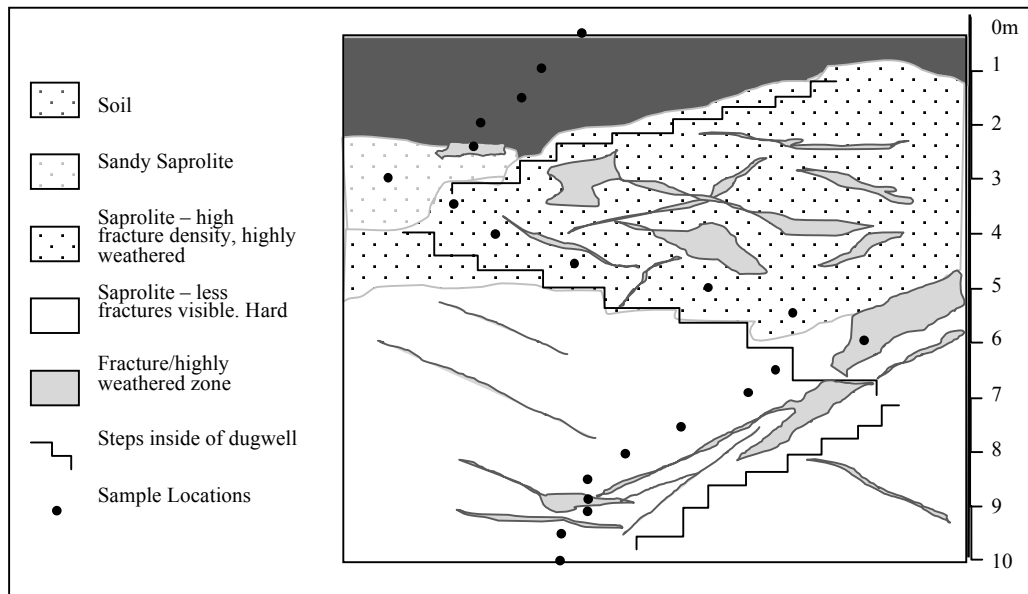 Soil
Sandy Saprolite
Saprolite – high
fracture density, highly
weathered
Saprolite – less
fractures visible. Hard
Fracture/highly
weathered zone
Steps inside of dugwell
Sample Locations
0m
1
2
3
4
5
6
7
8
9
10